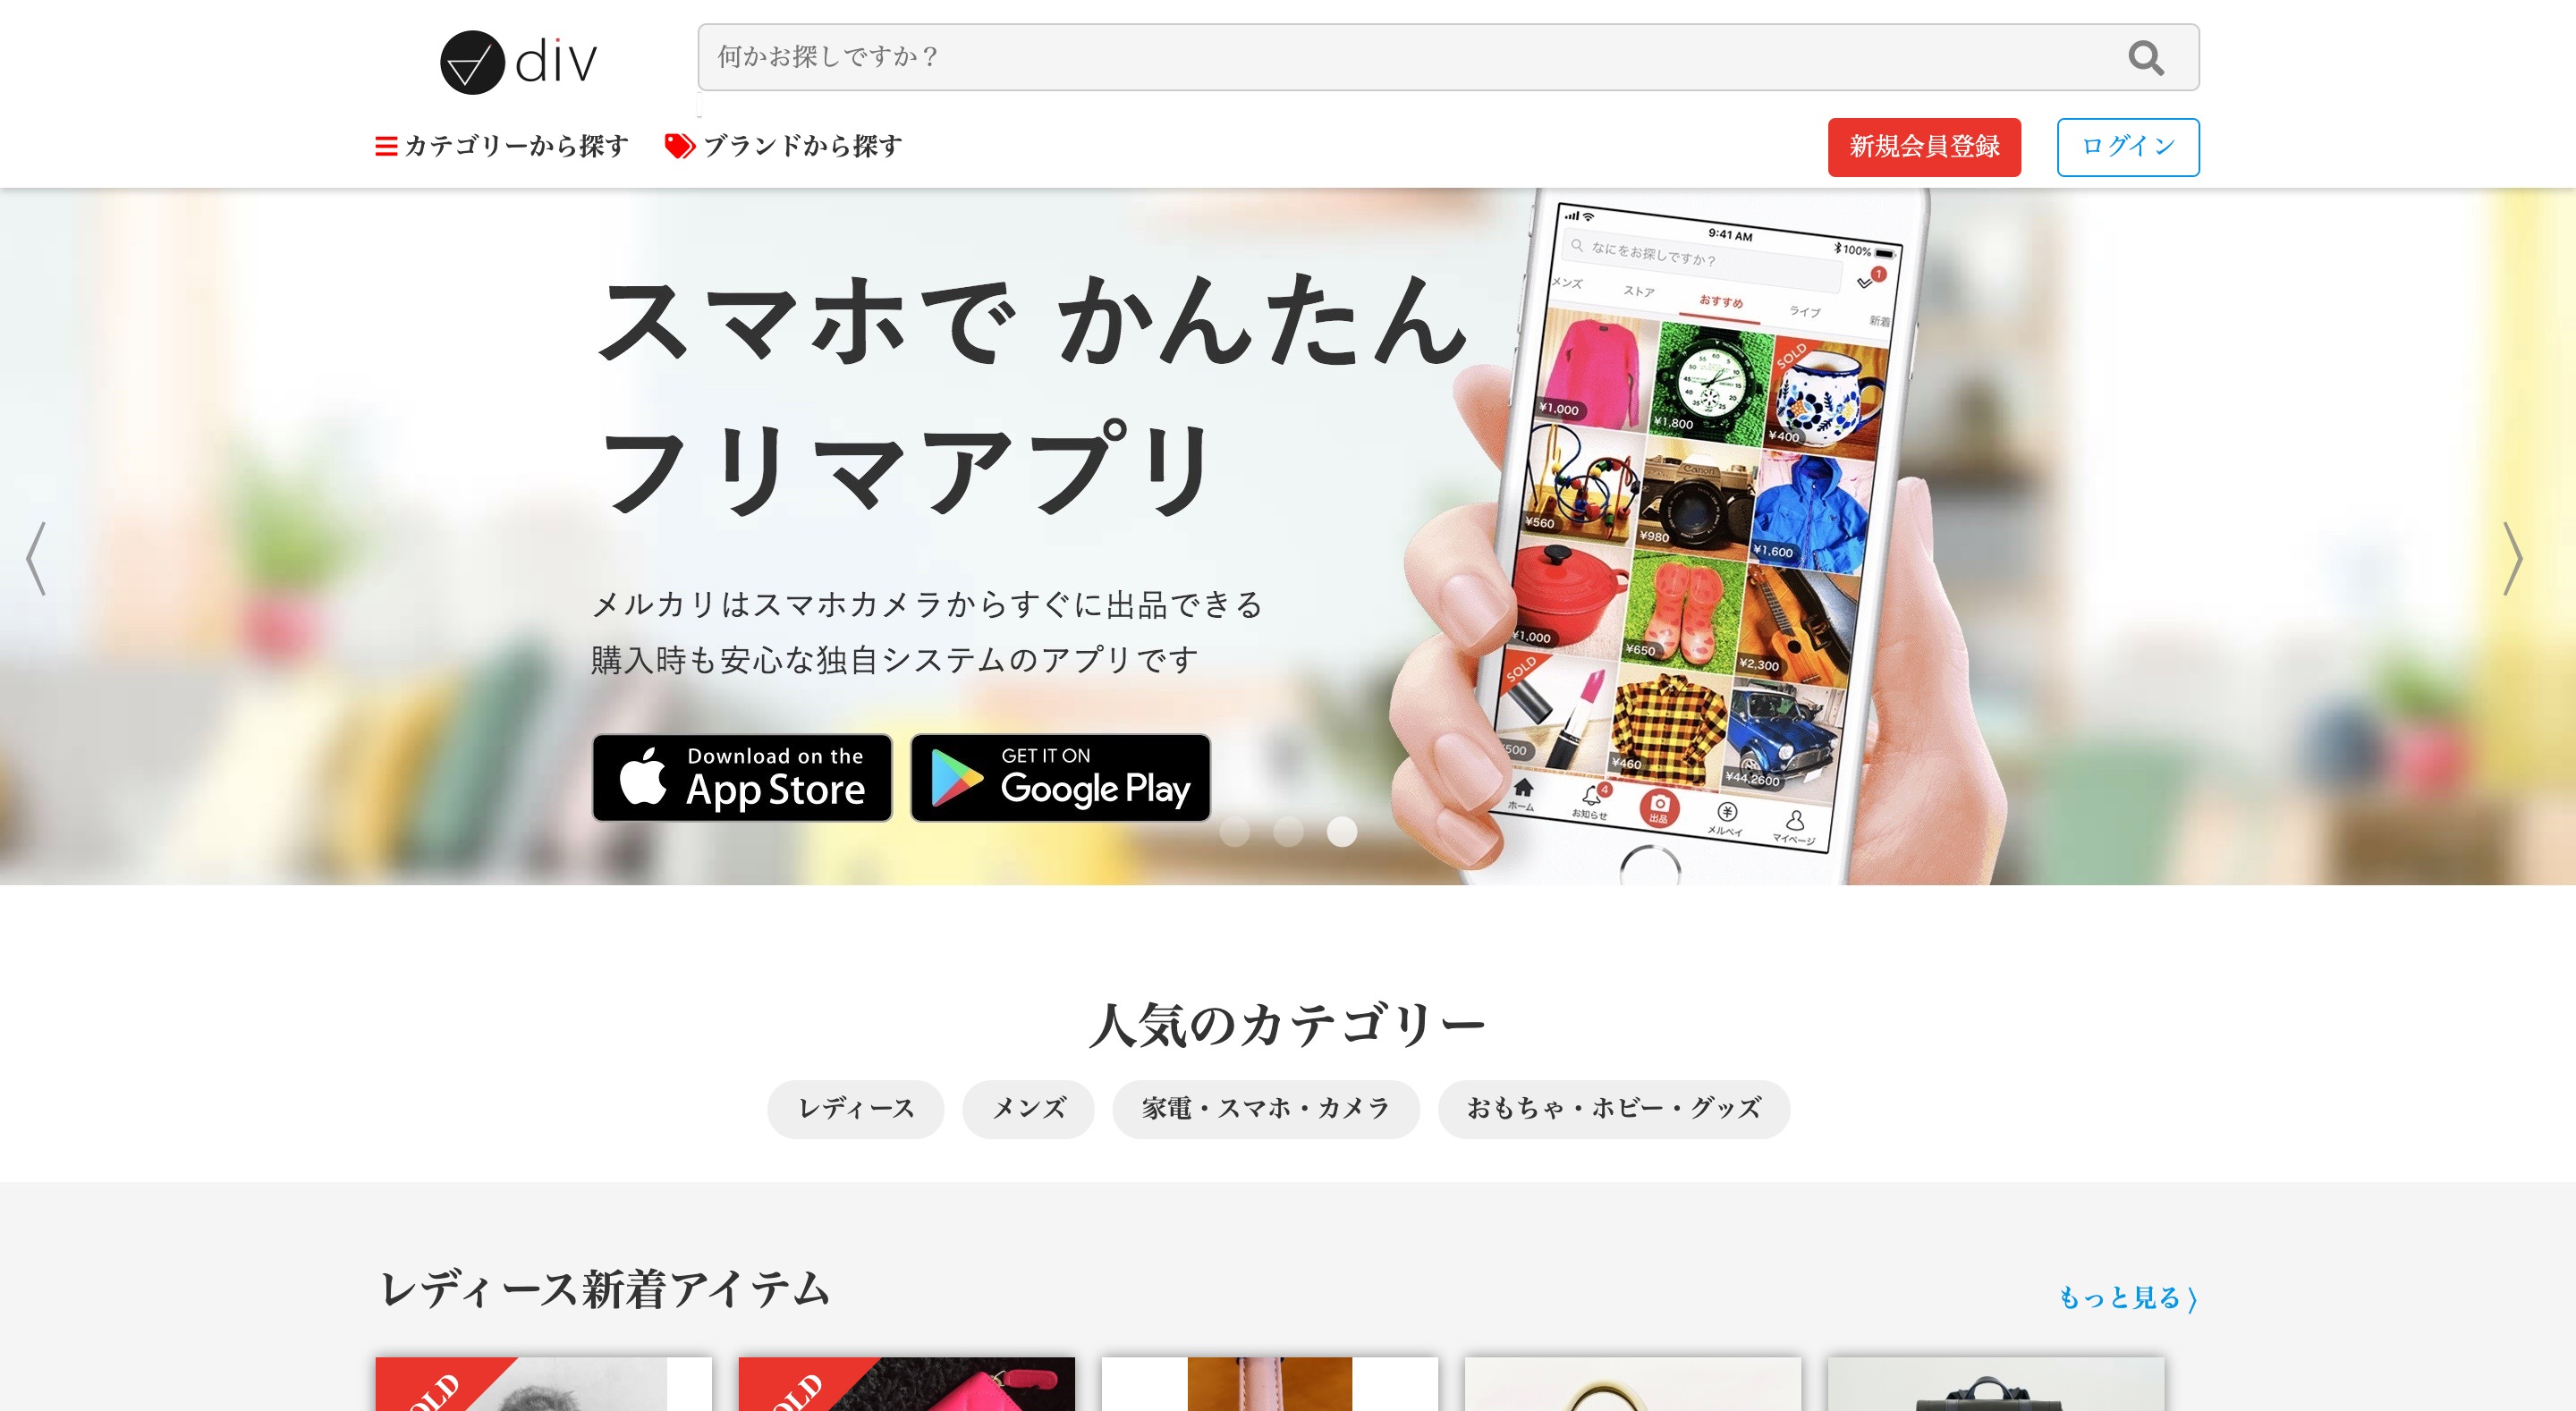 div
何かお探しですか？
カテゴリーから探す
ブランドから探す
新規会員登録
ログイン
スマホで かんたん
フリマアプリ
メルカリはスマホカメラからすぐに出品できる
購入時も安心な独自システムのアプリです
Download on the
App Store
GET IT ON
Google Play
9:41 AM
100%
なにをお探しですか？
1
メンズ
ストア
おすすめ
ライブ
新着
SOLD
¥1,000
¥1,800
¥400
Canon
¥560
¥980
¥1,600
¥1,000
¥650
¥2,300
SOLD
¥460
¥44,2600
4
ホーム
お知らせ
出品
メルペイ
マイページ
人気のカテゴリー
レディース
メンズ
家電・スマホ・カメラ
おもちゃ・ホビー・グッズ
レディース新着アイテム
もっと見る 〉